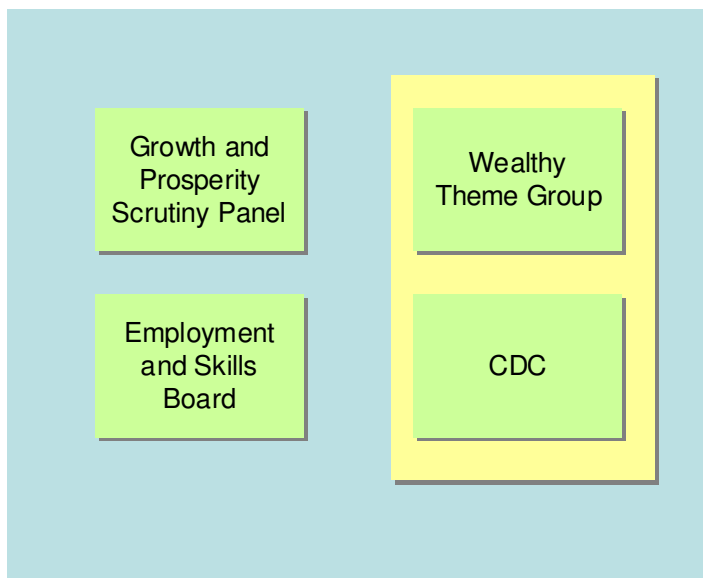 Growth and
Prosperity
Scrutiny Panel
Wealthy
Theme Group
Employment
and Skills
Board
CDC